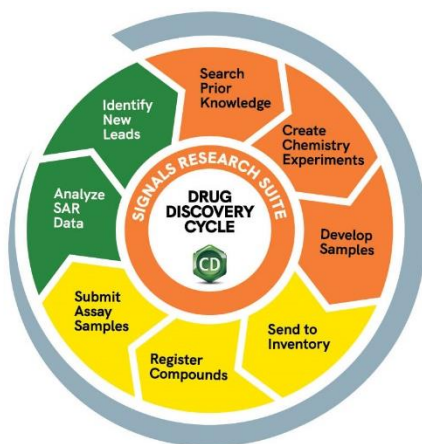 Search
Prior
Knowledge
Create
Chemistry
Experiments
Develop
Samples
Send to
Inventory
Register
Compounds
Submit
Assay
Samples
Analyze
SAR
Data
Identify
New
Leads
SIGNALS RESEARCH SUITE
DRUG
DISCOVERY
CYCLE
CD